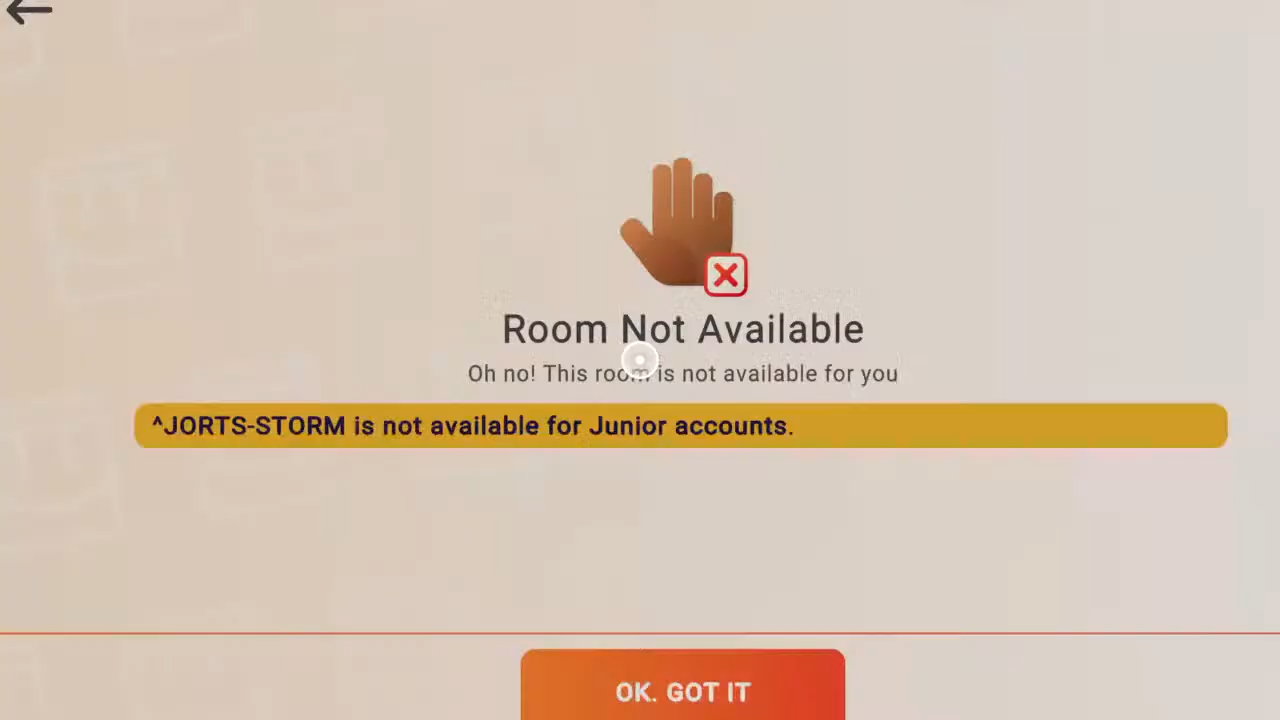 Room Not Available
Oh no! This room is not available for you
^JORTS-STORM is not available for Junior accounts.
OK. GOT IT